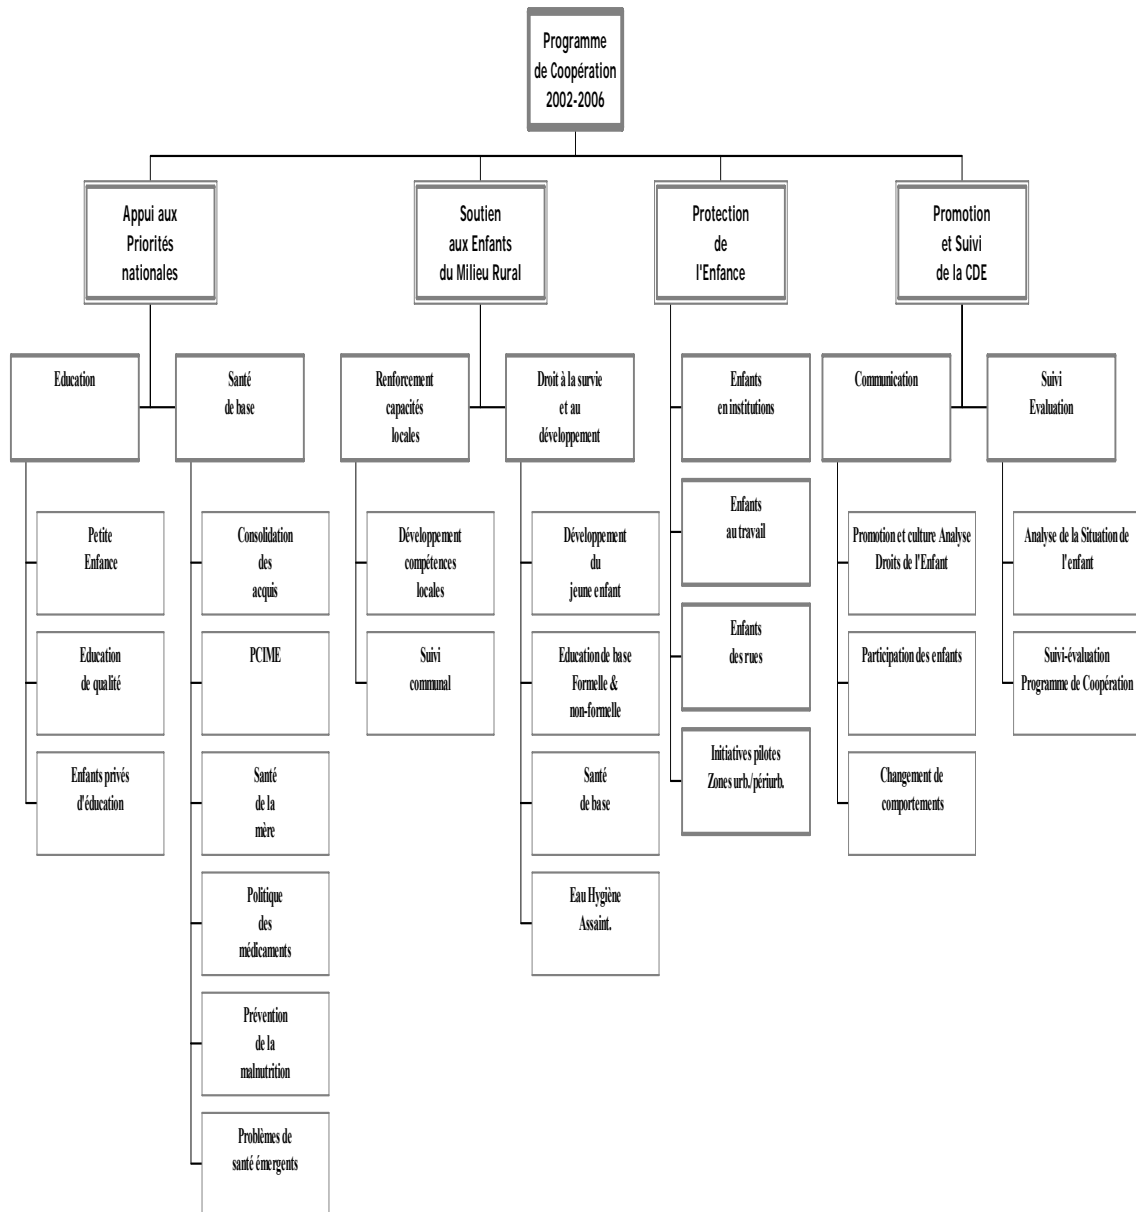 Programme
de Coopération
2002-2006
Appui aux
Priorités
nationales
Soutien
aux Enfants
du Milieu Rural
Protection
de
l'Enfance
Promotion
et Suivi
de la CDE
Education
Santé
de base
Renforcement
capacités
locales
Droit à la survie
et au
développement
Enfants
en institutions
Communication
Suivi
Evaluation
Petite
Enfance
Consolidation
des
acquis
Développement
compétences
locales
Développement
du
jeune enfant
Enfants
au travail
Promotion et culture Analyse
Droits de l'Enfant
Analyse de la Situation de
l'enfant
Education
de qualité
PCIME
Suivi
communal
Education de base
Formelle &
non-formelle
Enfants
des rues
Participation des enfants
Suivi-évaluation
Programme de Coopération
Enfants privés
d'éducation
Santé
de la
mère
Santé
de base
Initiatives pilotes
Zones urb./périurb.
Changement de
comportements
Politique
des
médicaments
Eau Hygiène
Assaint.
Prévention
de la
malnutrition
Problèmes de
santé émergents